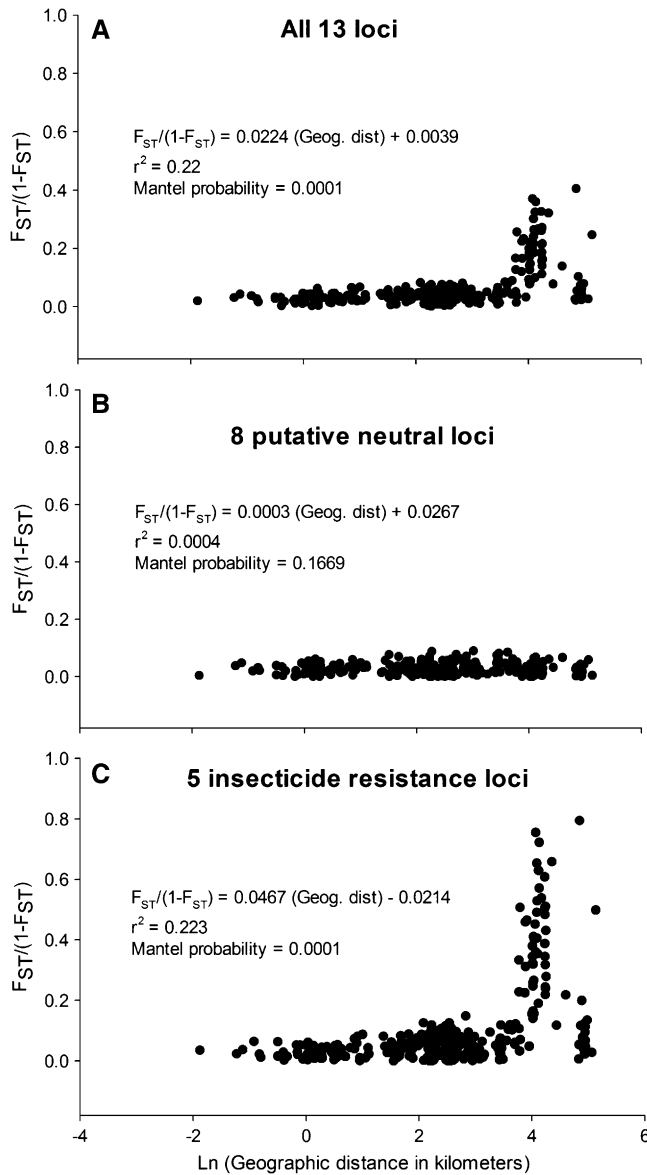 A
All 13 loci
1.0
0.8
0.6
0.4
0.2
0.0
F_ST/(1-F_ST)
F_ST/(1-F_ST) = 0.0224 (Geog. dist) + 0.0039
r² = 0.22
Mantel probability = 0.0001
B
8 putative neutral loci
1.0
0.8
0.6
0.4
0.2
0.0
F_ST/(1-F_ST)
F_ST/(1-F_ST) = 0.0003 (Geog. dist) + 0.0267
r² = 0.0004
Mantel probability = 0.1669
C
5 insecticide resistance loci
1.0
0.8
0.6
0.4
0.2
0.0
F_ST/(1-F_ST)
F_ST/(1-F_ST) = 0.0467 (Geog. dist) - 0.0214
r² = 0.223
Mantel probability = 0.0001
-4 -2 0 2 4 6
Ln (Geographic distance in kilometers)